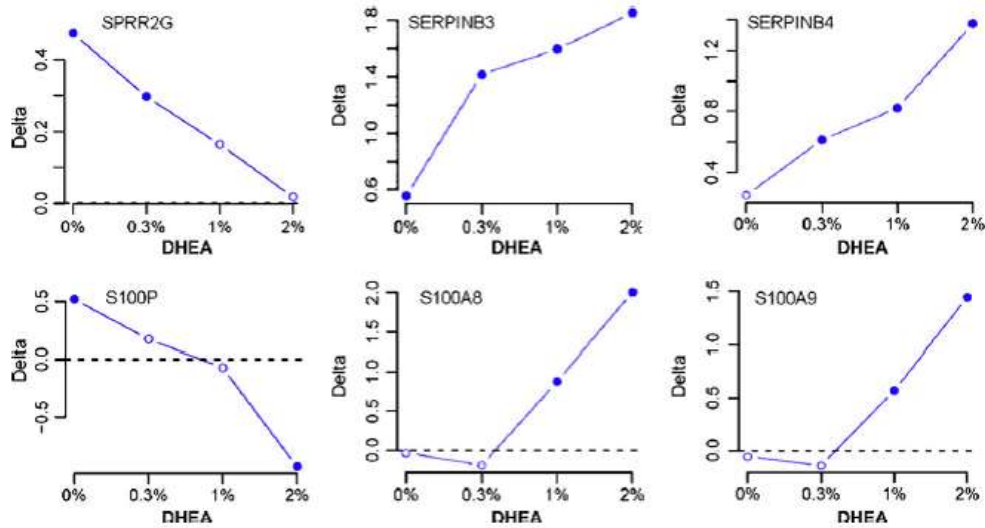 SPRR2G
Delta
0.0 0.2 0.4
0% 0.3% 1% 2%
DHEA
SERPINB3
Delta
0.6 1.0 1.4 1.8
0% 0.3% 1% 2%
DHEA
SERPINB4
Delta
0.4 0.8 1.2
0% 0.3% 1% 2%
DHEA
S100P
Delta
−0.5 0.0 0.5
0% 0.3% 1% 2%
DHEA
S100A8
Delta
0.0 0.5 1.0 1.5 2.0
0% 0.3% 1% 2%
DHEA
S100A9
Delta
0.0 0.5 1.0 1.5
0% 0.3% 1% 2%
DHEA